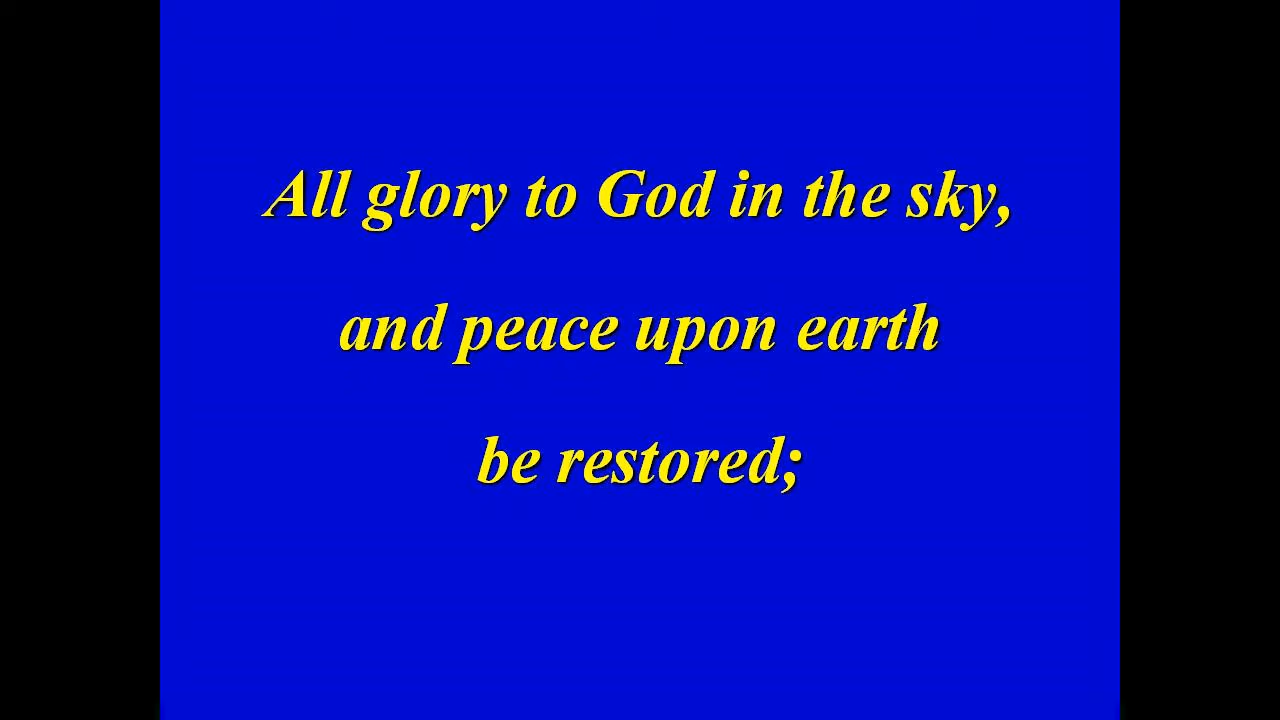 All glory to God in the sky,
and peace upon earth
be restored;